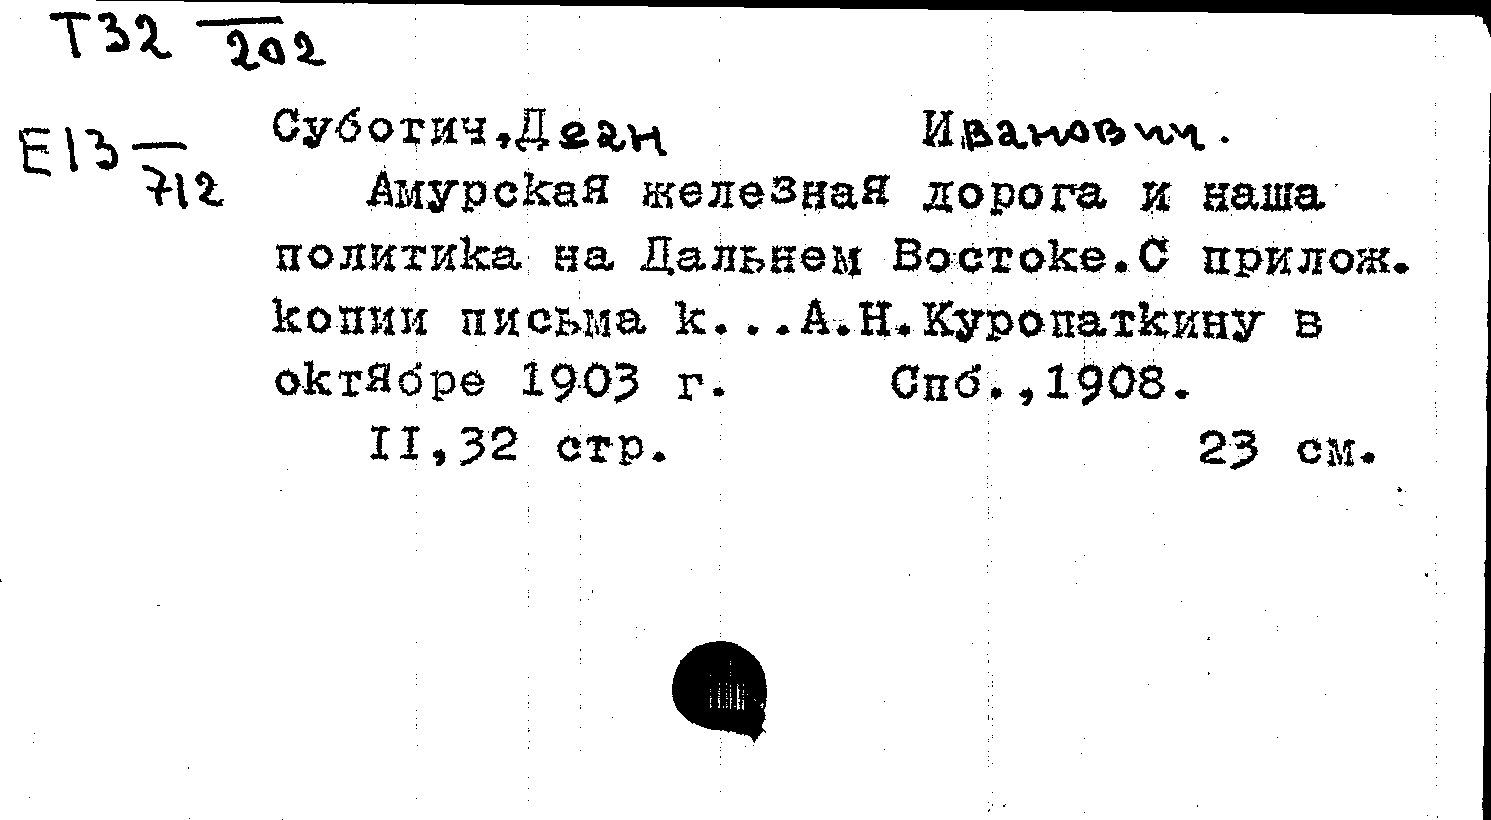 Т32 —
202
Е13 —
712
Суботич,Деан Иванович.
Амурская железная дорога и наша
политика на Дальнем Востоке.С прилож.
копии письма к...А.Н.Куропаткину в
октябре 1903 г. Спб.,1908.
II,32 стр. 23 см.